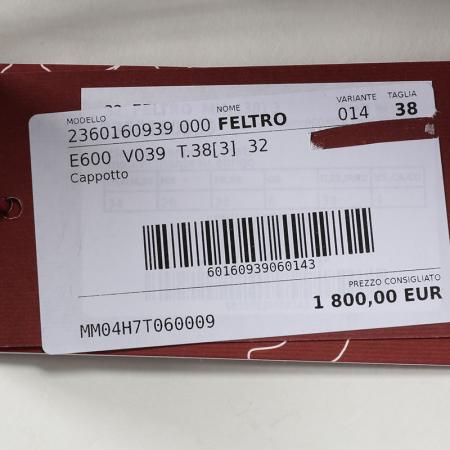 MODELLO NOME VARIANTE TAGLIA
2360160939 000 FELTRO 014 38
E600 V039 T.38[3] 32
Cappotto
60160939060143
PREZZO CONSIGLIATO
1 800,00 EUR
MM04H7T060009